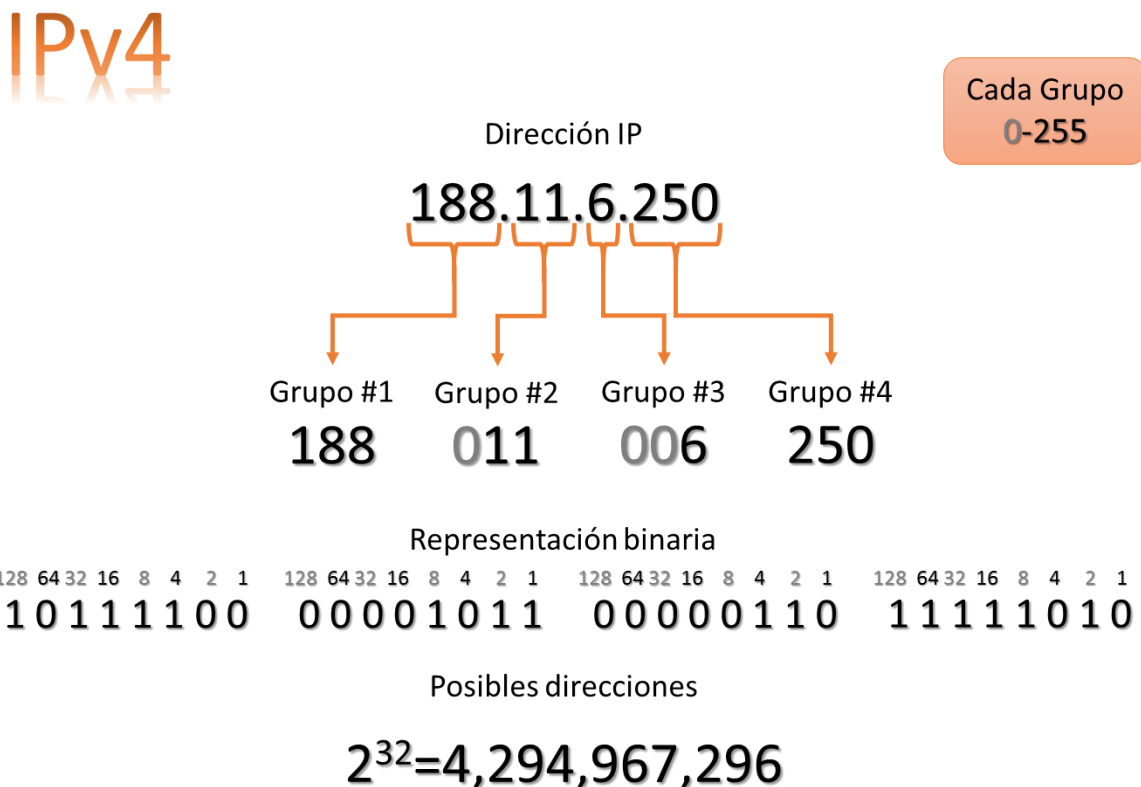 IPv4
Cada Grupo
0-255
Dirección IP
188.11.6.250
Grupo #1 Grupo #2 Grupo #3 Grupo #4
188 011 006 250
Representación binaria
128 64 32 16 8 4 2 1 128 64 32 16 8 4 2 1 128 64 32 16 8 4 2 1 128 64 32 16 8 4 2 1
1 0 1 1 1 1 0 0 0 0 0 0 1 0 1 1 0 0 0 0 0 1 1 0 1 1 1 1 1 0 1 0
Posibles direcciones
2³²=4,294,967,296